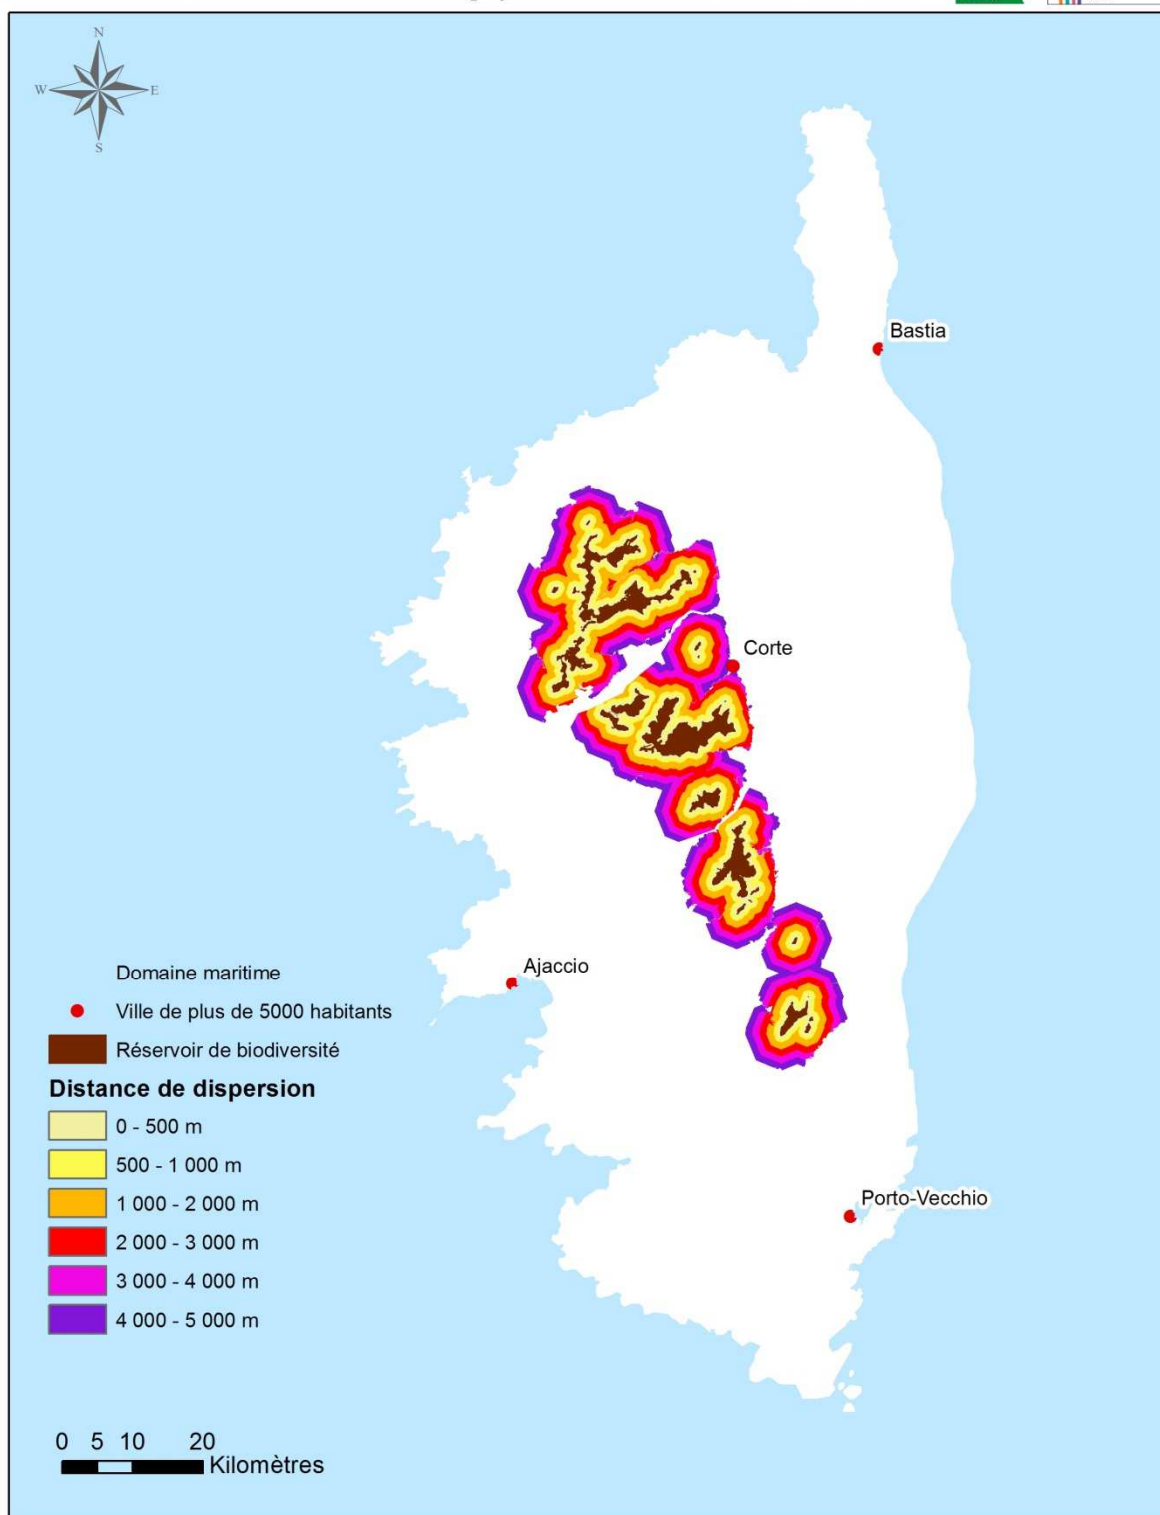 N
W E
S
Bastia
Corte
Ajaccio
Porto-Vecchio
Domaine maritime
Ville de plus de 5000 habitants
Réservoir de biodiversité
Distance de dispersion
0 - 500 m
500 - 1 000 m
1 000 - 2 000 m
2 000 - 3 000 m
3 000 - 4 000 m
4 000 - 5 000 m
0 5 10 20
Kilomètres